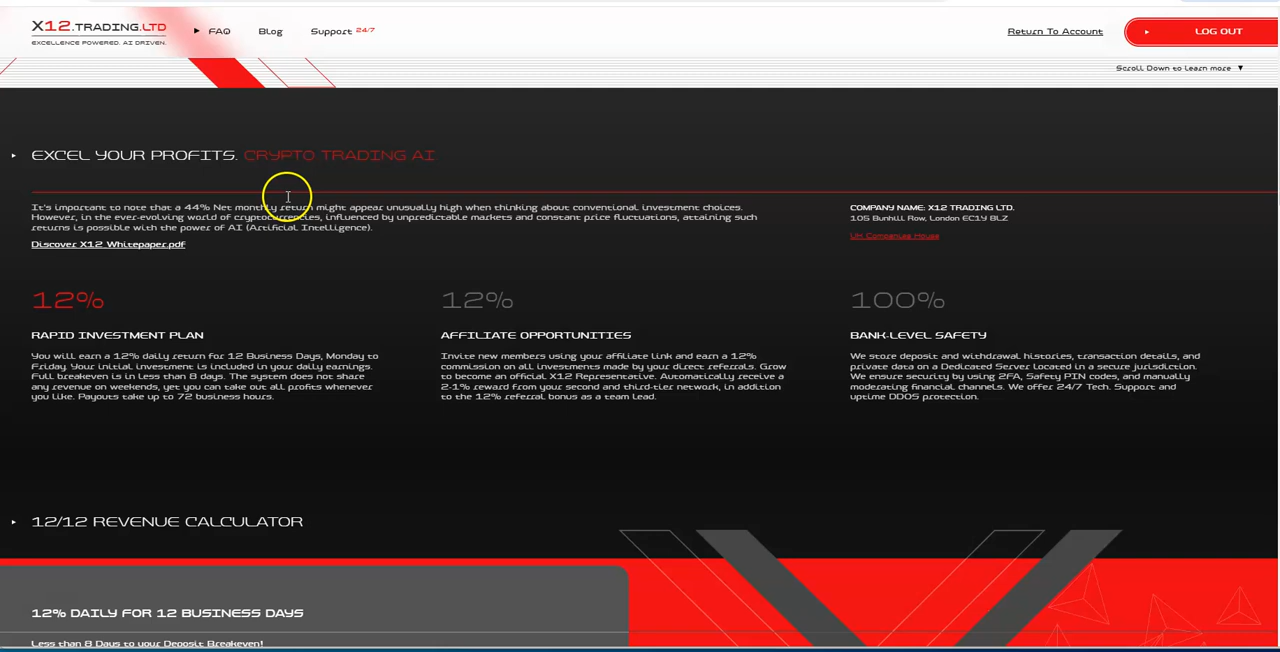 X12.TRADING.LTD
EXCELLENCE POWERED. AI DRIVEN.
FAQ
Blog
Support 24/7
Return To Account
LOG OUT
Scroll Down to Learn more
EXCEL YOUR PROFITS. CRYPTO TRADING AI
It's important to note that a 44% Net monthly return might appear unusually high when thinking about conventional investment choices.
However, in the ever-evolving world of cryptocurrencies, influenced by unpredictable markets and constant price fluctuations, attaining such
returns is possible with the power of AI (Artificial Intelligence).
Discover X12 Whitepaper.pdf
COMPANY NAME: X12 TRADING LTD.
105 Bunhill Row, London EC1Y 8LZ
UK Companies House
12%
RAPID INVESTMENT PLAN
You will earn a 12% daily return for 12 Business Days, Monday to
Friday. Your initial investment is included in your daily earnings.
Full breakeven is in less than 8 days. The system does not share
any revenue on weekends, yet you can take out all profits whenever
you like. Payouts take up to 72 business hours.
12%
AFFILIATE OPPORTUNITIES
Invite new members using your affiliate link and earn a 12%
commission on all investments made by your direct referrals. Grow
to become an official X12 Representative. Automatically receive a
2-1% reward from your second and third-tier network, in addition
to the 12% referral bonus as a team lead.
100%
BANK-LEVEL SAFETY
We store deposit and withdrawal histories, transaction details, and
private data on a Dedicated Server located in a secure jurisdiction.
We ensure security by using 2FA, Safety PIN codes, and manually
moderating financial channels. We offer 24/7 Tech. Support and
uptime DDOS protection.
12/12 REVENUE CALCULATOR
12% DAILY FOR 12 BUSINESS DAYS
Less than 8 Days to your Deposit Breakeven!